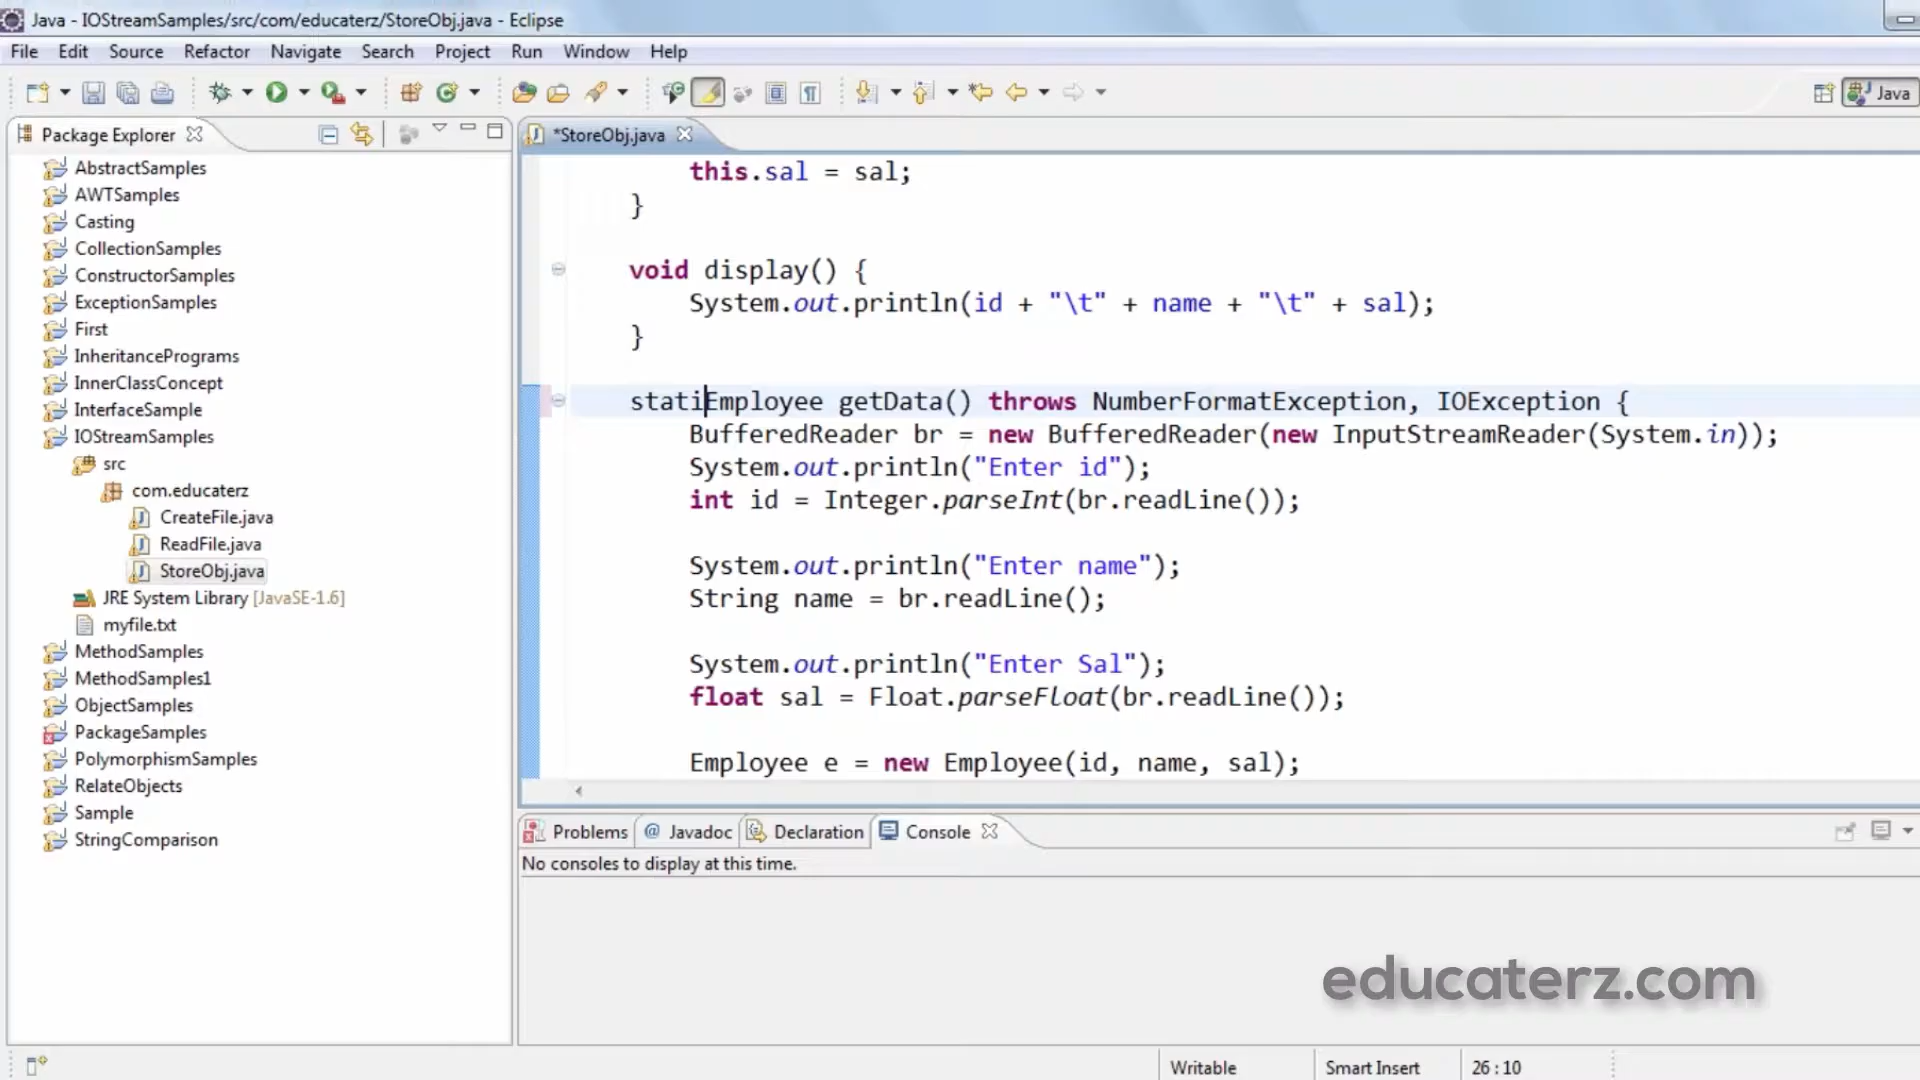 Java - IOStreamSamples/src/com/educaterz/StoreObj.java - Eclipse
File Edit Source Refactor Navigate Search Project Run Window Help
Java
Package Explorer
*StoreObj.java
AbstractSamples
AWTSamples
Casting
CollectionSamples
ConstructorSamples
ExceptionSamples
First
InheritancePrograms
InnerClassConcept
InterfaceSample
IOStreamSamples
src
com.educaterz
CreateFile.java
ReadFile.java
StoreObj.java
JRE System Library [JavaSE-1.6]
myfile.txt
MethodSamples
MethodSamples1
ObjectSamples
PackageSamples
PolymorphismSamples
RelateObjects
Sample
StringComparison
this.sal = sal;
}
void display() {
System.out.println(id + "\t" + name + "\t" + sal);
}
statiEmployee getData() throws NumberFormatException, IOException {
BufferedReader br = new BufferedReader(new InputStreamReader(System.in));
System.out.println("Enter id");
int id = Integer.parseInt(br.readLine());
System.out.println("Enter name");
String name = br.readLine();
System.out.println("Enter Sal");
float sal = Float.parseFloat(br.readLine());
Employee e = new Employee(id, name, sal);
Problems @ Javadoc Declaration Console
No consoles to display at this time.
educaterz.com
Writable Smart Insert 26 : 10